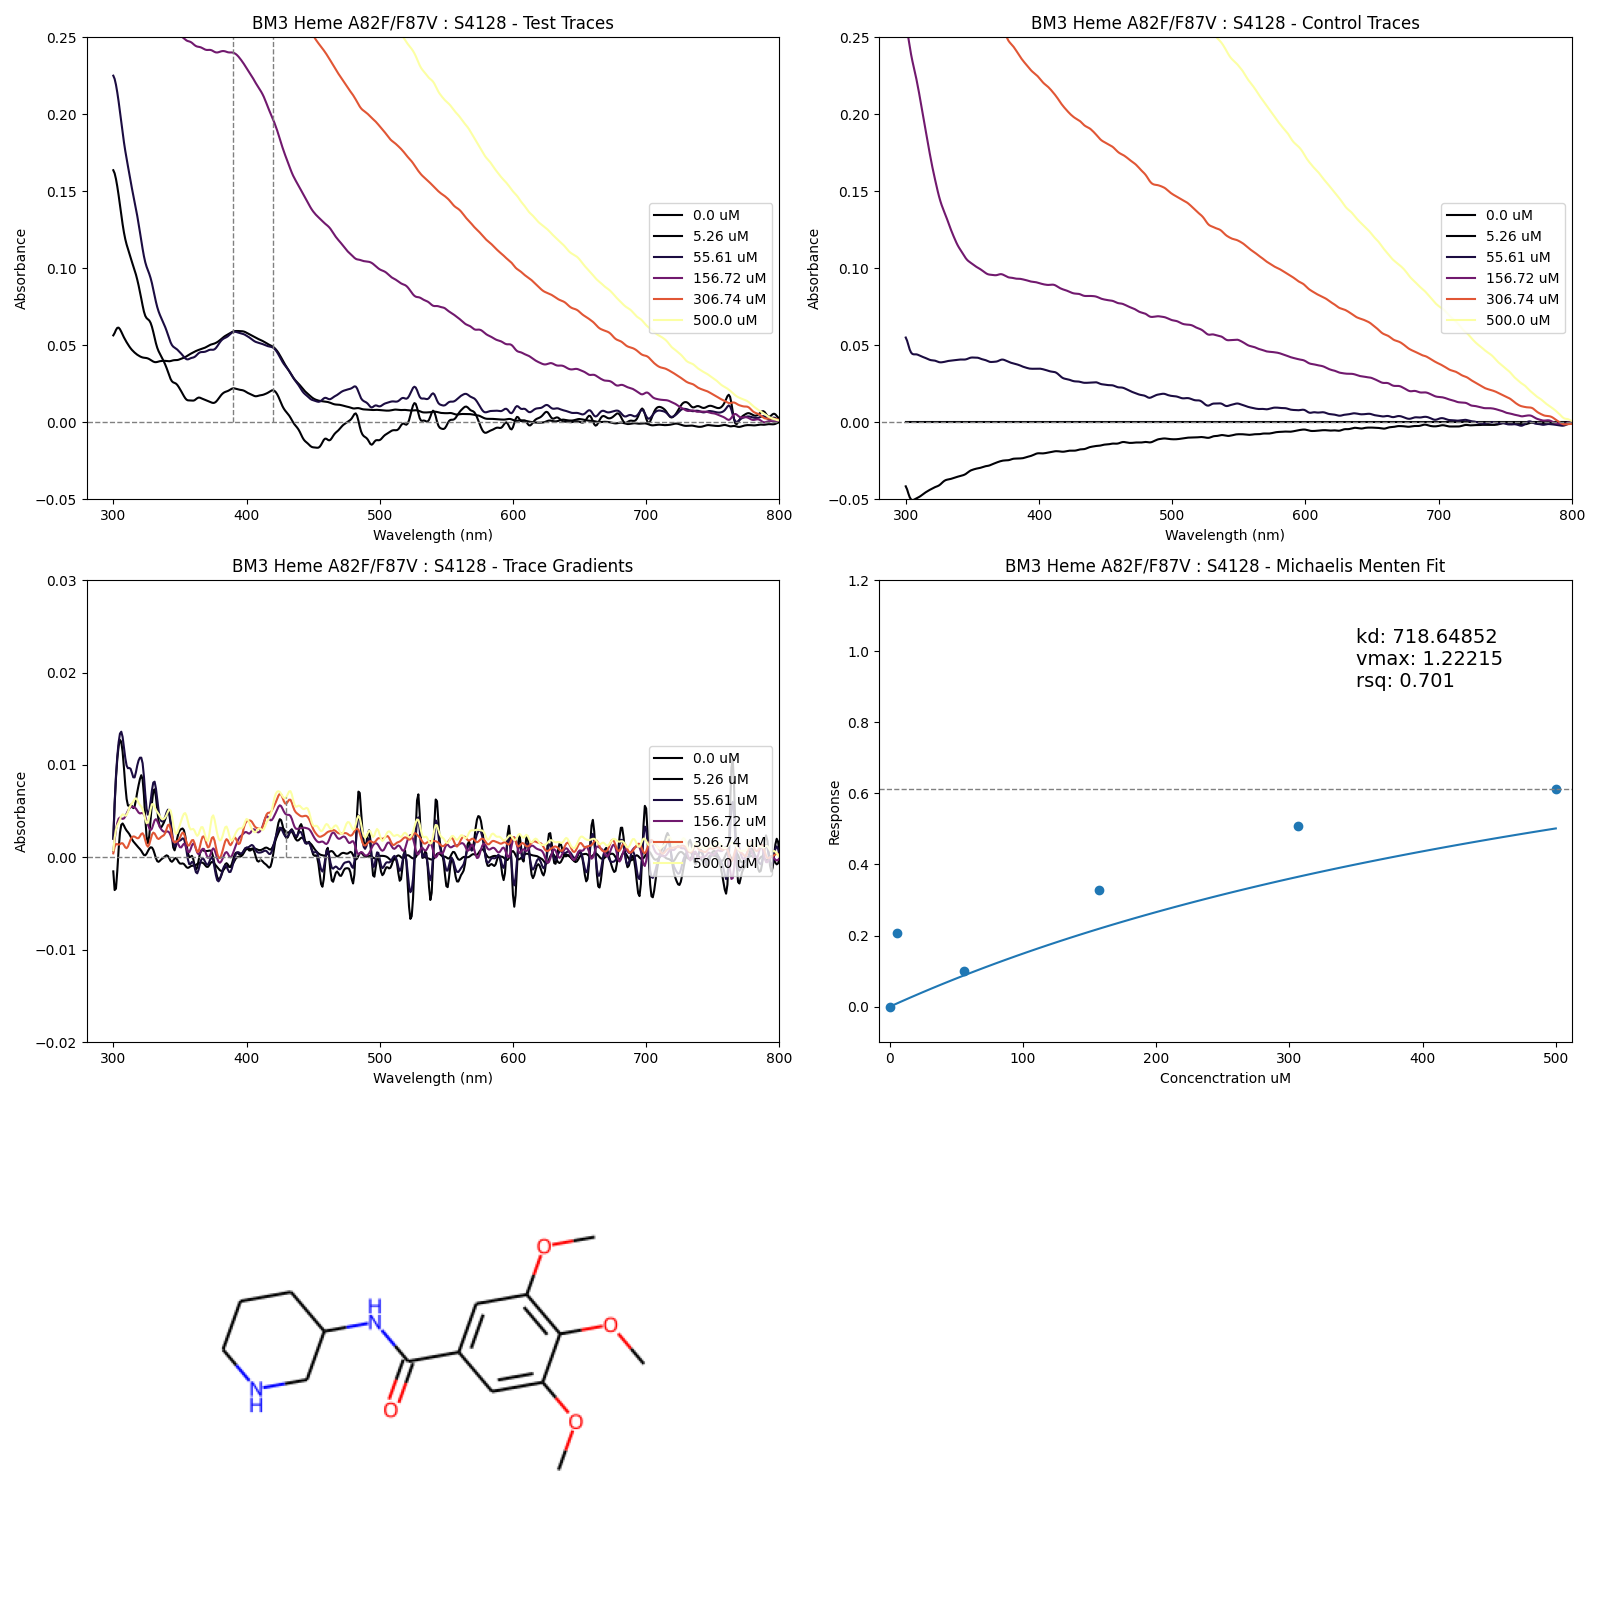 BM3 Heme A82F/F87V : S4128 - Test Traces
0.25
0.20
0.15
0.10
0.05
0.00
−0.05
Absorbance
300 400 500 600 700 800
Wavelength (nm)
0.0 uM
5.26 uM
55.61 uM
156.72 uM
306.74 uM
500.0 uM
BM3 Heme A82F/F87V : S4128 - Control Traces
0.25
0.20
0.15
0.10
0.05
0.00
−0.05
Absorbance
300 400 500 600 700 800
Wavelength (nm)
0.0 uM
5.26 uM
55.61 uM
156.72 uM
306.74 uM
500.0 uM
BM3 Heme A82F/F87V : S4128 - Trace Gradients
0.03
0.02
0.01
0.00
−0.01
−0.02
Absorbance
300 400 500 600 700 800
Wavelength (nm)
0.0 uM
5.26 uM
55.61 uM
156.72 uM
306.74 uM
500.0 uM
BM3 Heme A82F/F87V : S4128 - Michaelis Menten Fit
1.2
1.0
0.8
0.6
0.4
0.2
0.0
Response
kd: 718.64852
vmax: 1.22215
rsq: 0.701
0 100 200 300 400 500
Concenctration uM
O
H
N
O
N
H
O
O